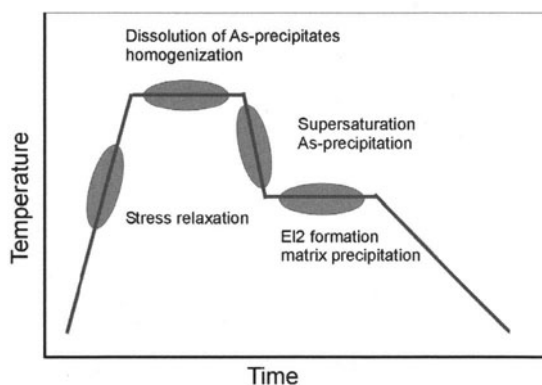 Dissolution of As-precipitates
homogenization
Supersaturation
As-precipitation
Stress relaxation
El2 formation
matrix precipitation
Temperature
Time